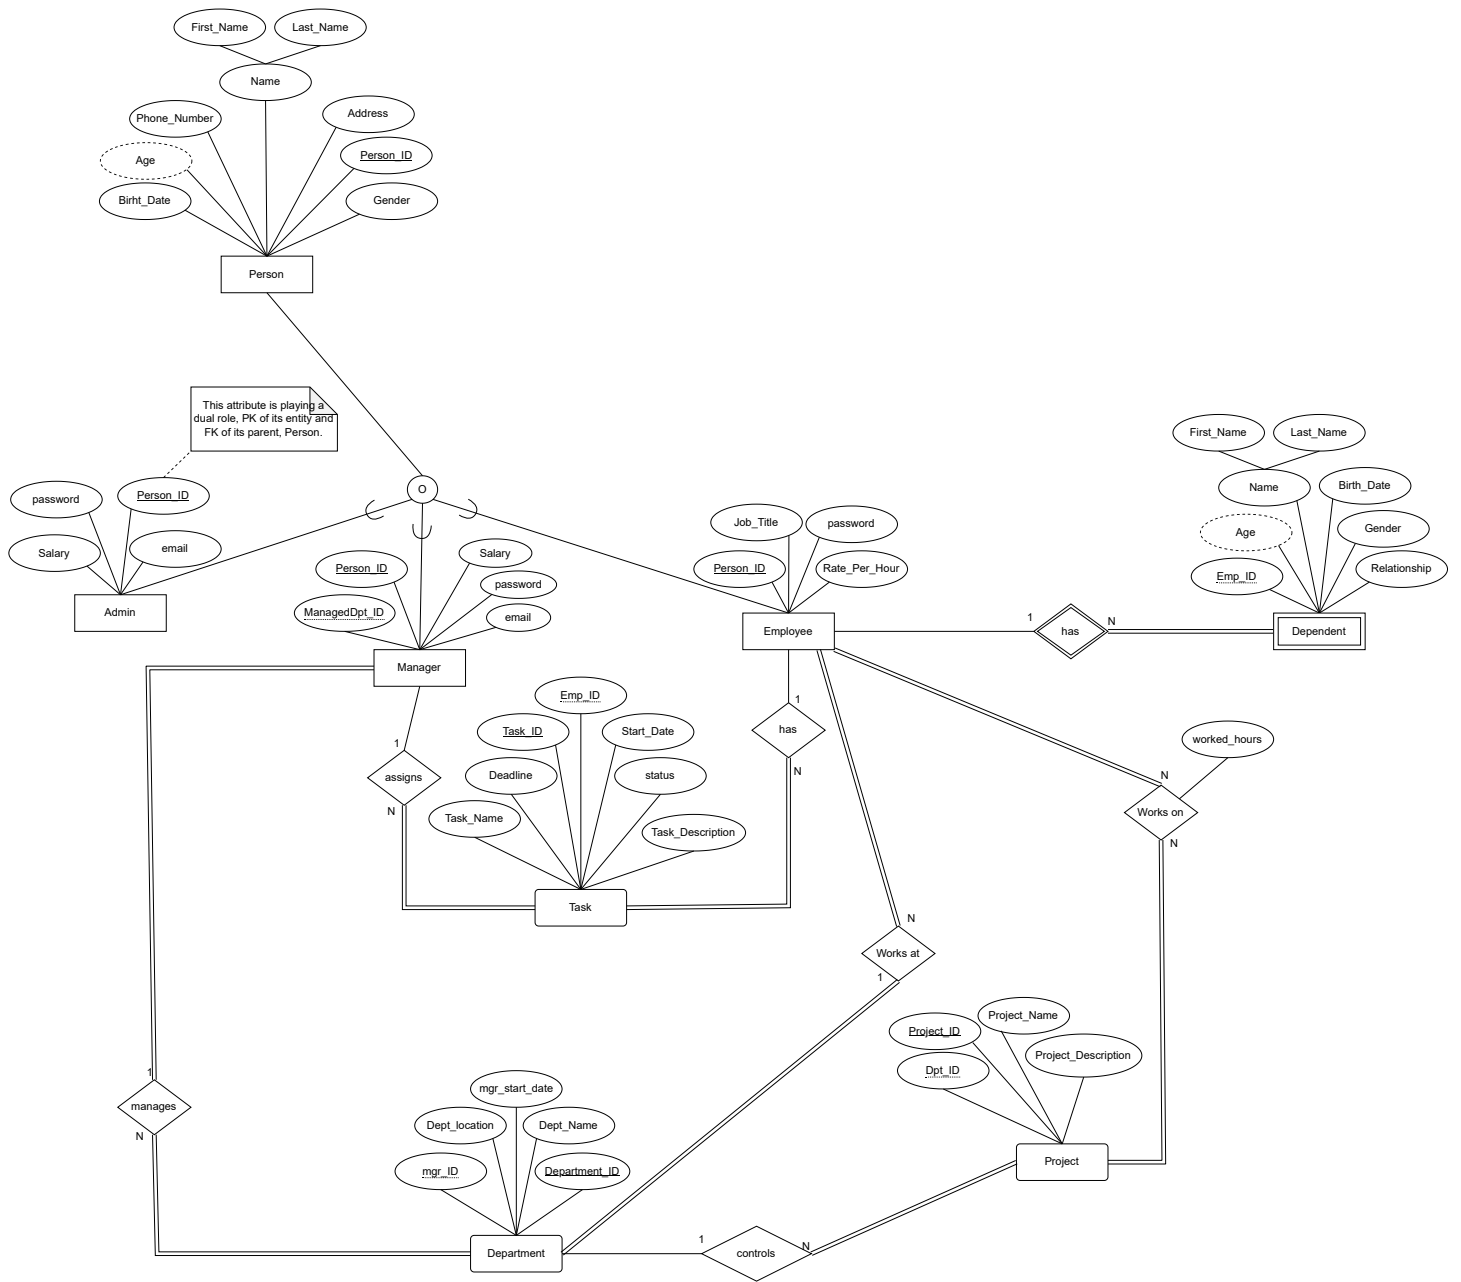 First_Name
Last_Name
Name
Phone_Number
Address
Age
Person_ID
Birht_Date
Gender
Person
This attribute is playing a
dual role, PK of its entity and
FK of its parent, Person.
password
Person_ID
Salary
email
Admin
O
Person_ID
Salary
password
ManagedDpt_ID
email
Manager
Job_Title
password
Person_ID
Rate_Per_Hour
Employee
1
has
N
First_Name
Last_Name
Name
Birth_Date
Age
Gender
Emp_ID
Relationship
Dependent
1
assigns
N
Emp_ID
Task_ID
Start_Date
Deadline
status
Task_Name
Task_Description
Task
1
has
N
worked_hours
N
Works on
N
N
Works at
1
Project_ID
Project_Name
Dpt_ID
Project_Description
Project
1
manages
N
mgr_start_date
Dept_location
Dept_Name
mgr_ID
Department_ID
Department
1
controls
N